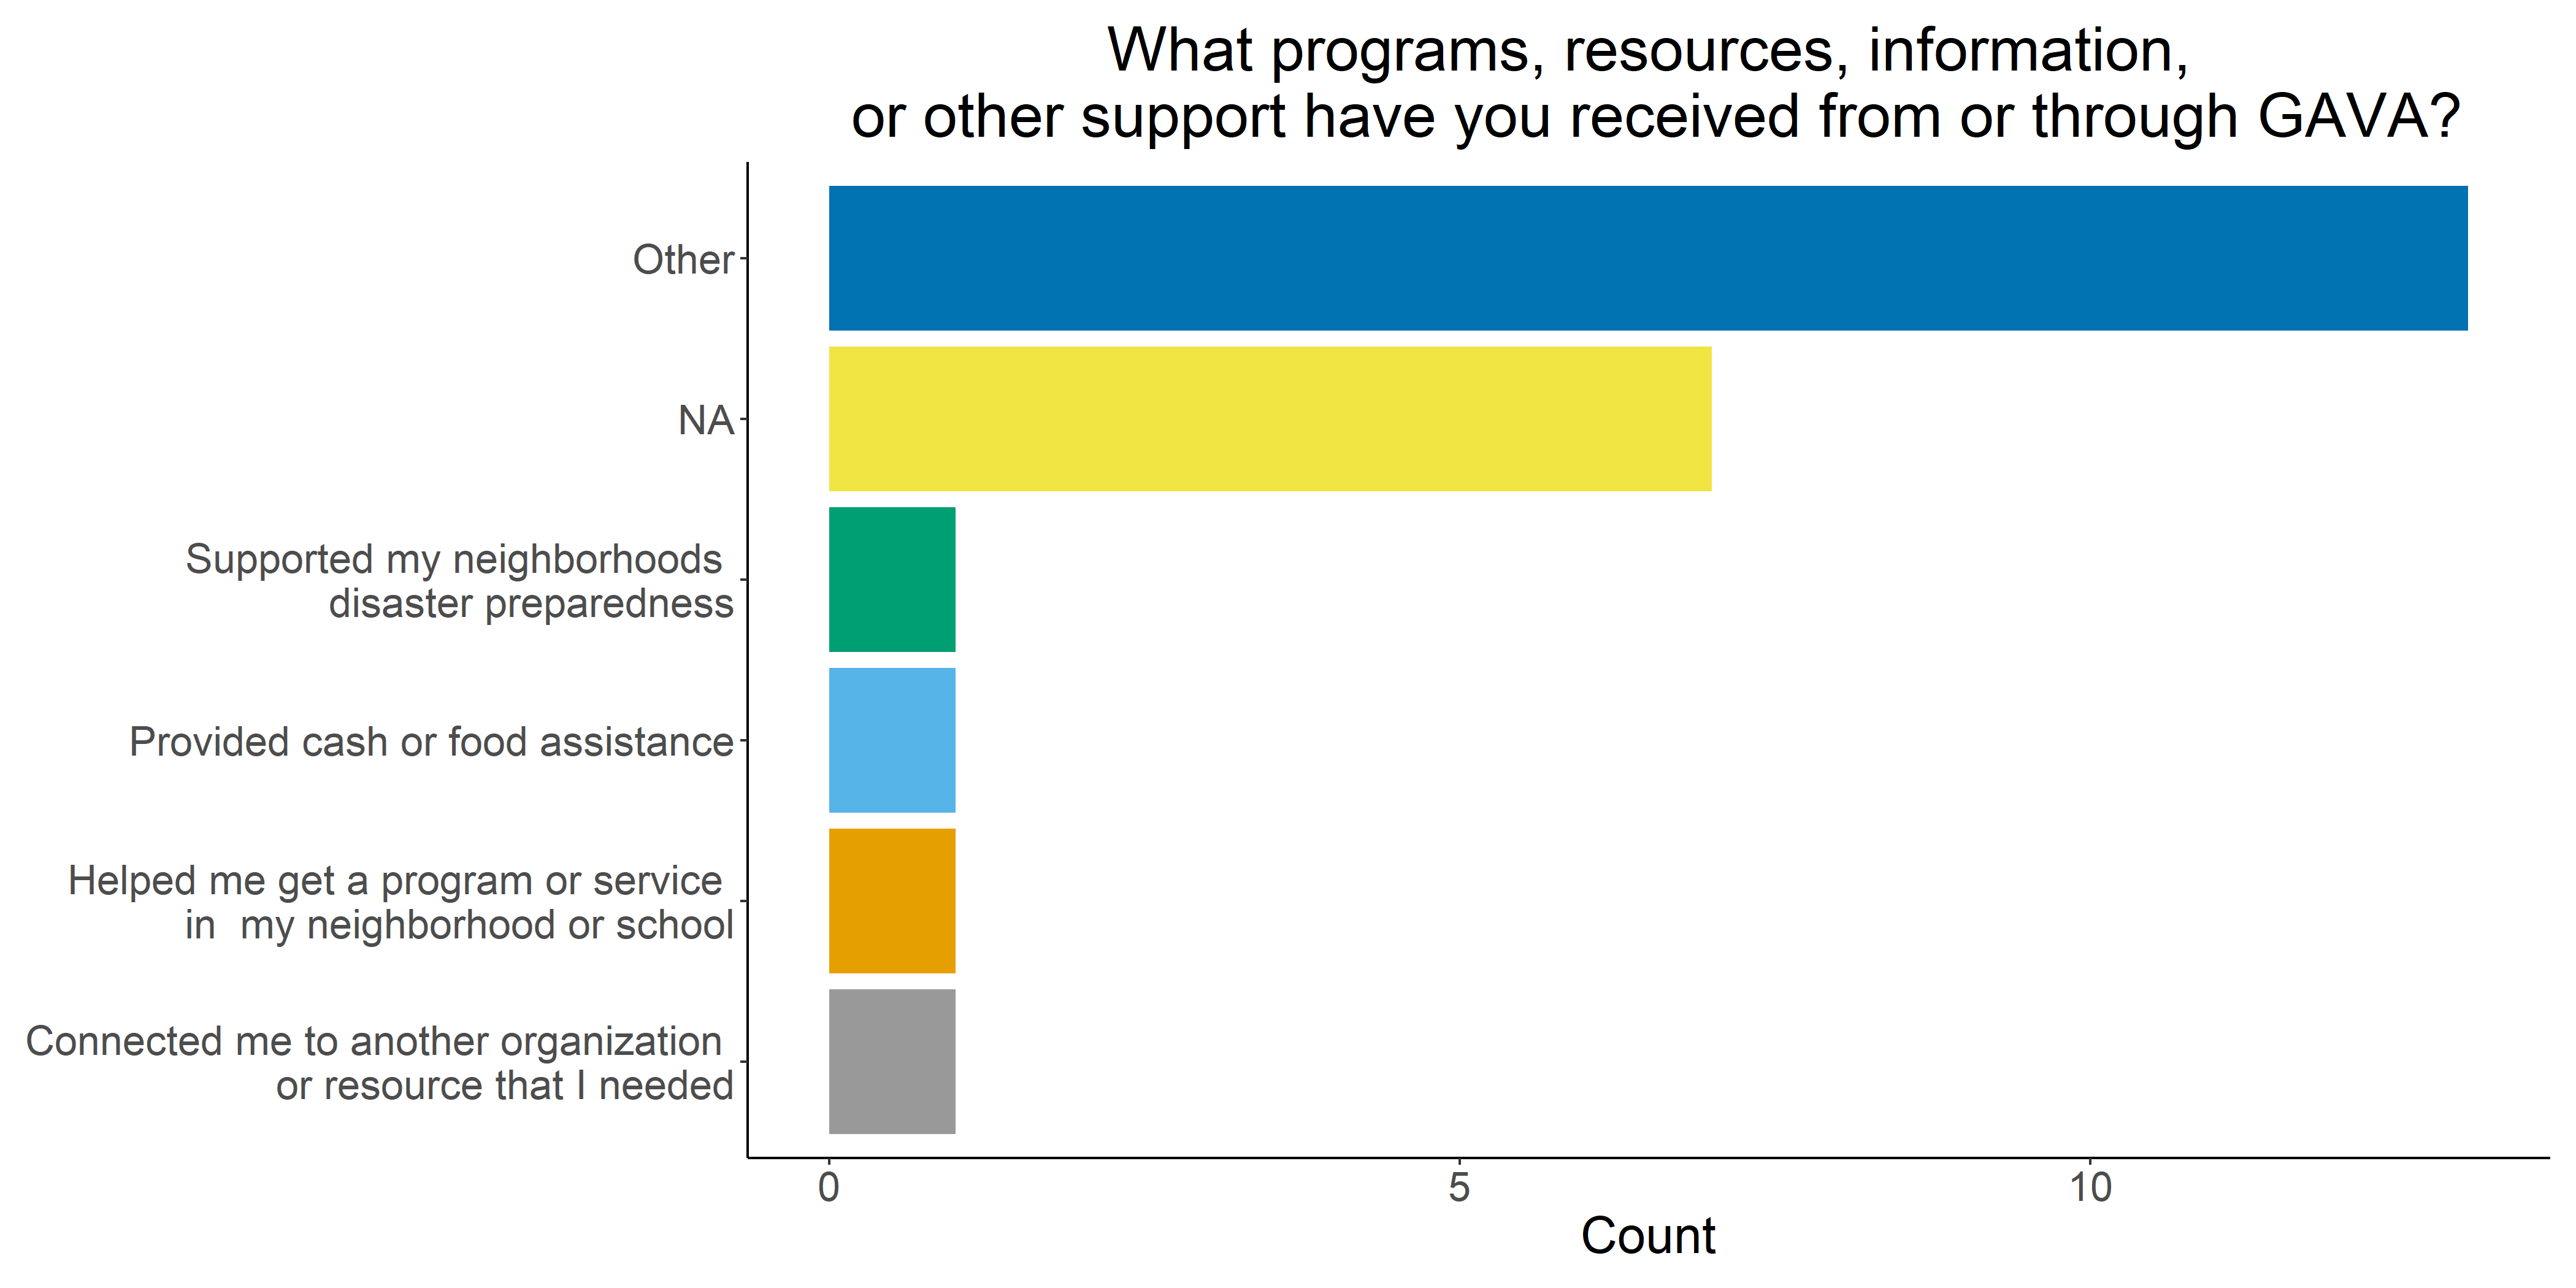 What programs, resources, information,
or other support have you received from or through GAVA?
Other
NA
Supported my neighborhoods
disaster preparedness
Provided cash or food assistance
Helped me get a program or service
in  my neighborhood or school
Connected me to another organization
or resource that I needed
0 5 10
Count